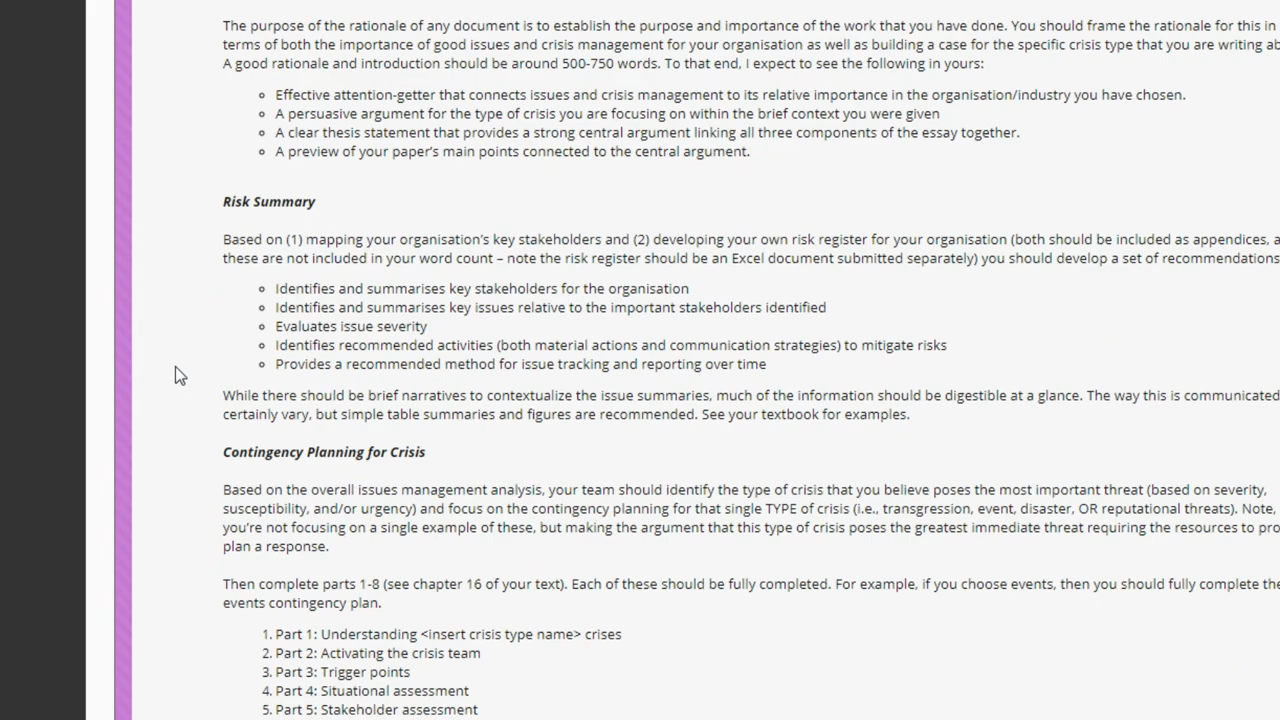 The purpose of the rationale of any document is to establish the purpose and importance of the work that you have done. You should frame the rationale for this in
terms of both the importance of good issues and crisis management for your organisation as well as building a case for the specific crisis type that you are writing
A good rationale and introduction should be around 500-750 words. To that end, I expect to see the following in yours:
Effective attention-getter that connects issues and crisis management to its relative importance in the organisation/industry you have chosen.
A persuasive argument for the type of crisis you are focusing on within the brief context you were given
A clear thesis statement that provides a strong central argument linking all three components of the essay together.
A preview of your paper's main points connected to the central argument.
Risk Summary
Based on (1) mapping your organisation's key stakeholders and (2) developing your own risk register for your organisation (both should be included as appendices,
these are not included in your word count – note the risk register should be an Excel document submitted separately) you should develop a set of recommendations
Identifies and summarises key stakeholders for the organisation
Identifies and summarises key issues relative to the important stakeholders identified
Evaluates issue severity
Identifies recommended activities (both material actions and communication strategies) to mitigate risks
Provides a recommended method for issue tracking and reporting over time
While there should be brief narratives to contextualize the issue summaries, much of the information should be digestible at a glance. The way this is communicated
certainly vary, but simple table summaries and figures are recommended. See your textbook for examples.
Contingency Planning for Crisis
Based on the overall issues management analysis, your team should identify the type of crisis that you believe poses the most important threat (based on severity,
susceptibility, and/or urgency) and focus on the contingency planning for that single TYPE of crisis (i.e., transgression, event, disaster, OR reputational threats). Note,
you're not focusing on a single example of these, but making the argument that this type of crisis poses the greatest immediate threat requiring the resources to
plan a response.
Then complete parts 1-8 (see chapter 16 of your text). Each of these should be fully completed. For example, if you choose events, then you should fully complete the
events contingency plan.
1. Part 1: Understanding <insert crisis type name> crises
2. Part 2: Activating the crisis team
3. Part 3: Trigger points
4. Part 4: Situational assessment
5. Part 5: Stakeholder assessment